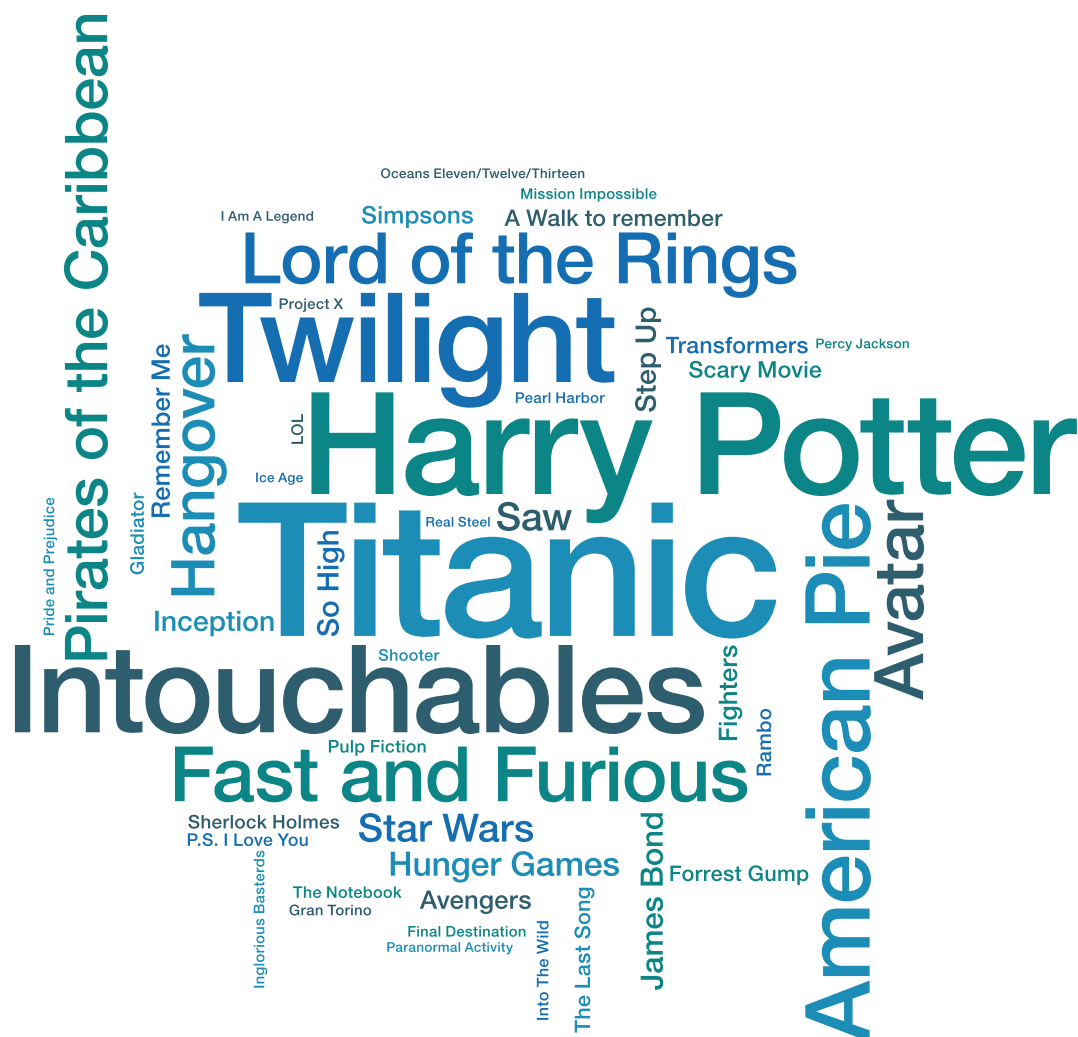 Pirates of the Caribbean
Oceans Eleven/Twelve/Thirteen
Mission Impossible
I Am A Legend
Simpsons
A Walk to remember
Lord of the Rings
Project X
Twilight
Step Up
Transformers
Percy Jackson
Scary Movie
Remember Me
Hangover
Pearl Harbor
LOL
Harry Potter
Ice Age
Pride and Prejudice
Gladiator
Real Steel
Saw
Titanic
So High
Inception
American Pie
Avatar
Shooter
Intouchables
Fighters
Rambo
Pulp Fiction
Fast and Furious
Sherlock Holmes
Star Wars
P.S. I Love You
Hunger Games
James Bond
Forrest Gump
Inglorious Basterds
The Notebook
Avengers
Gran Torino
Final Destination
Paranormal Activity
Into The Wild
The Last Song